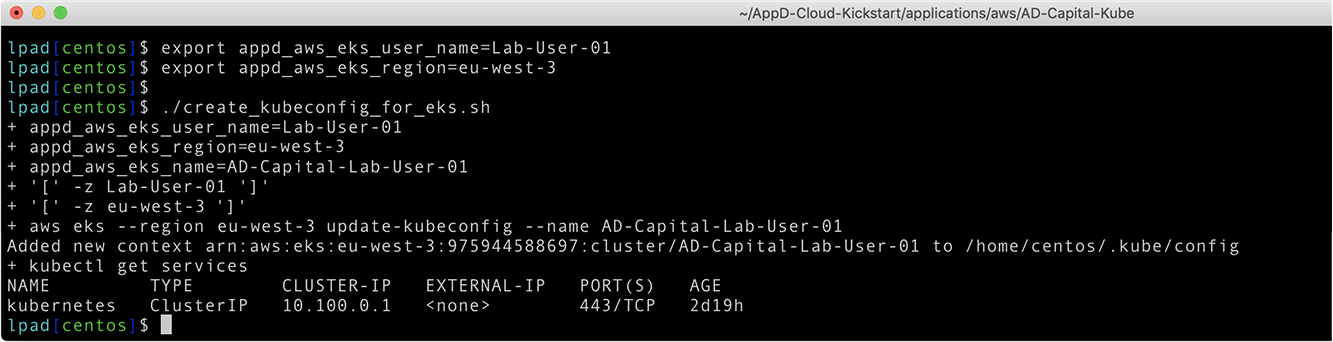 ~/AppD-Cloud-Kickstart/applications/aws/AD-Capital-Kube
lpad[centos]$ export appd_aws_eks_user_name=Lab-User-01
lpad[centos]$ export appd_aws_eks_region=eu-west-3
lpad[centos]$
lpad[centos]$ ./create_kubeconfig_for_eks.sh
+ appd_aws_eks_user_name=Lab-User-01
+ appd_aws_eks_region=eu-west-3
+ appd_aws_eks_name=AD-Capital-Lab-User-01
+ '[' -z Lab-User-01 ']'
+ '[' -z eu-west-3 ']'
+ aws eks --region eu-west-3 update-kubeconfig --name AD-Capital-Lab-User-01
Added new context arn:aws:eks:eu-west-3:975944588697:cluster/AD-Capital-Lab-User-01 to /home/centos/.kube/config
+ kubectl get services
NAME         TYPE        CLUSTER-IP   EXTERNAL-IP   PORT(S)   AGE
kubernetes   ClusterIP   10.100.0.1   <none>        443/TCP   2d19h
lpad[centos]$